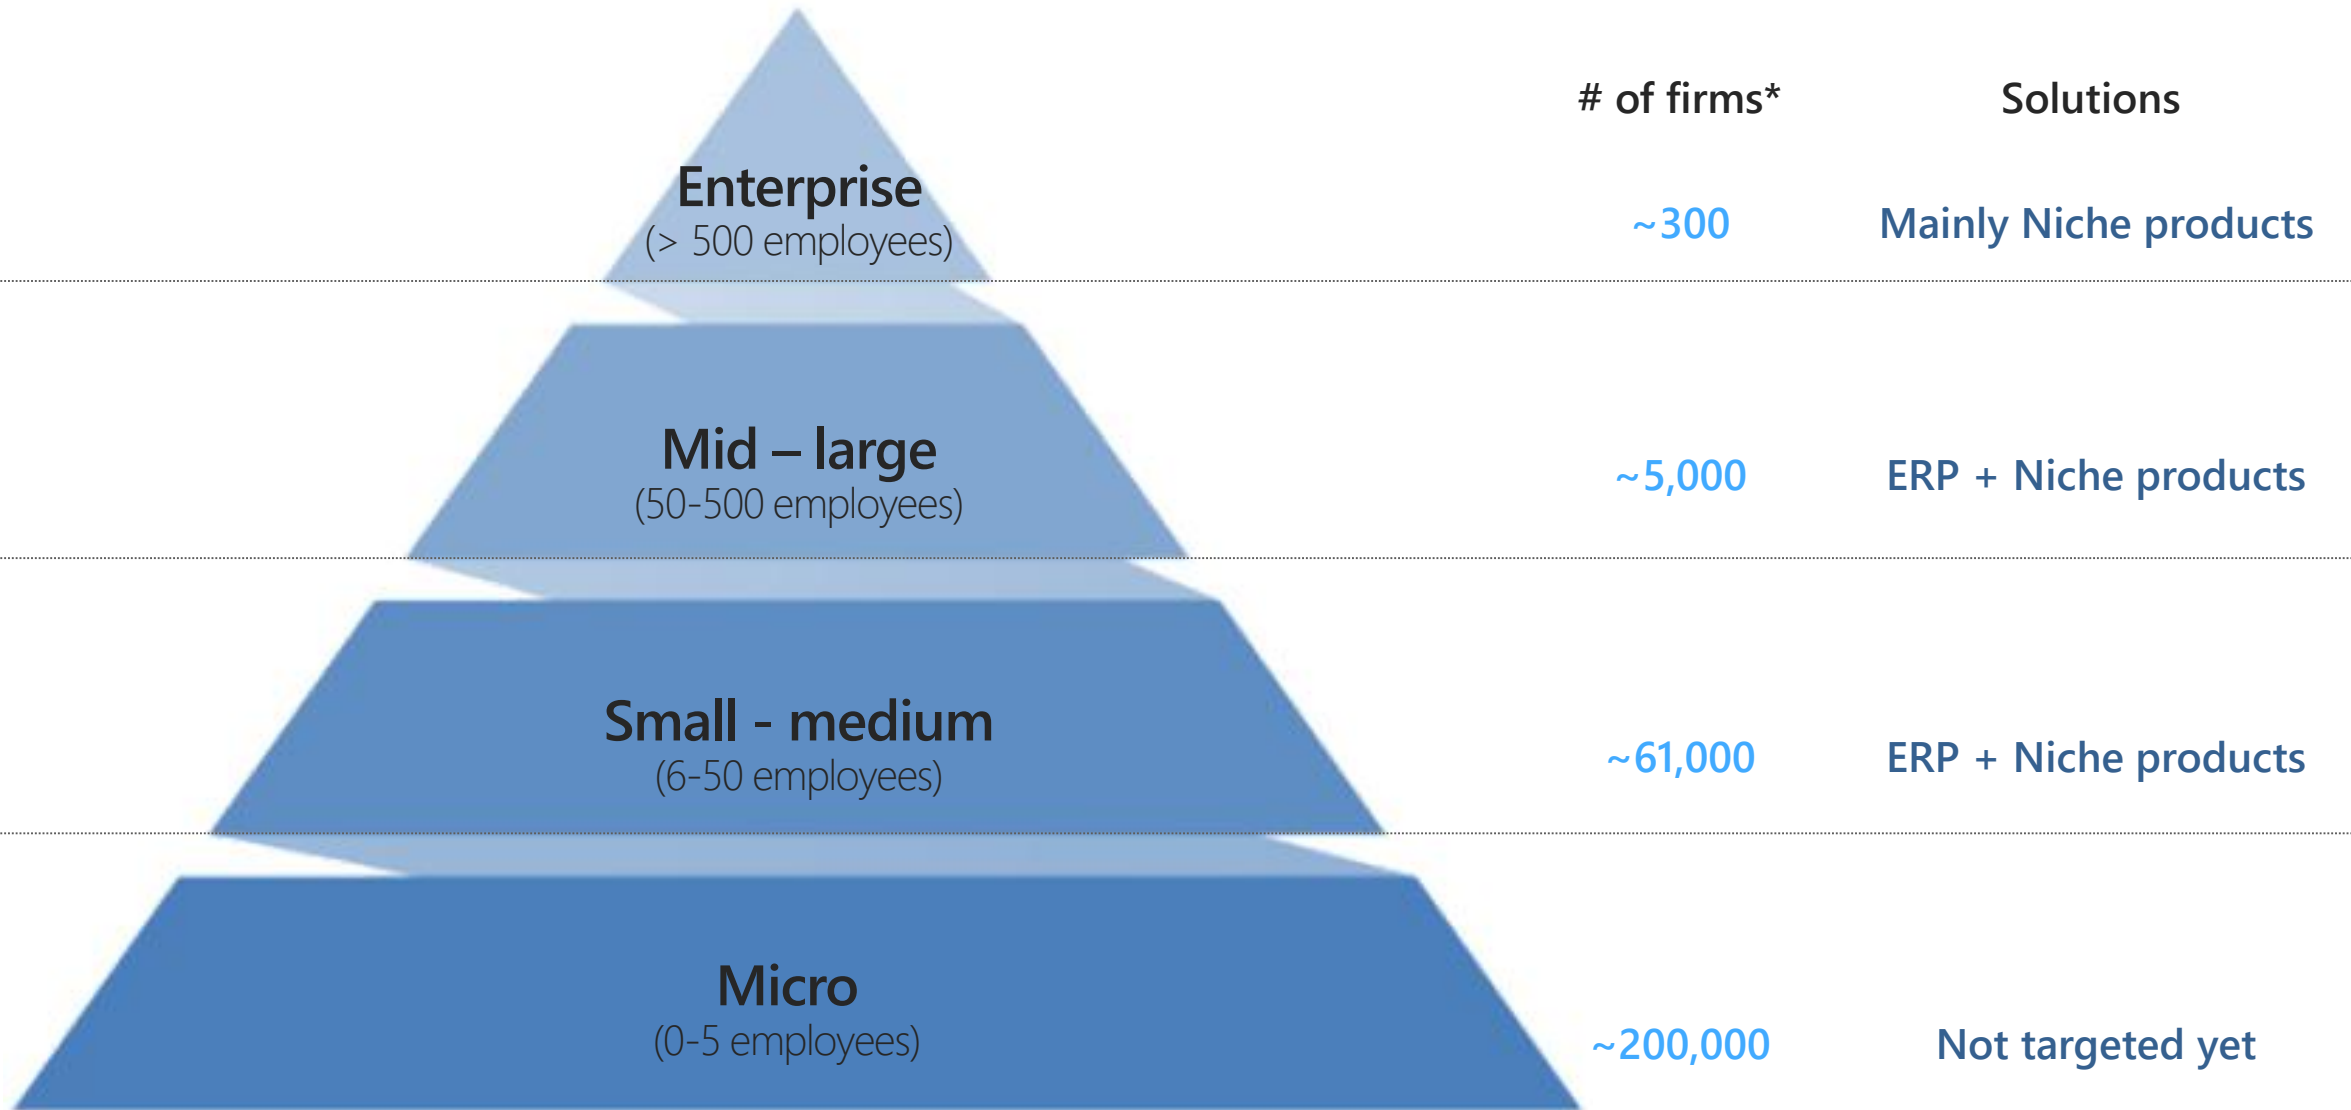 # of firms* Solutions
Enterprise
(> 500 employees)
~300 Mainly Niche products
Mid – large
(50-500 employees)
~5,000 ERP + Niche products
Small - medium
(6-50 employees)
~61,000 ERP + Niche products
Micro
(0-5 employees)
~200,000 Not targeted yet